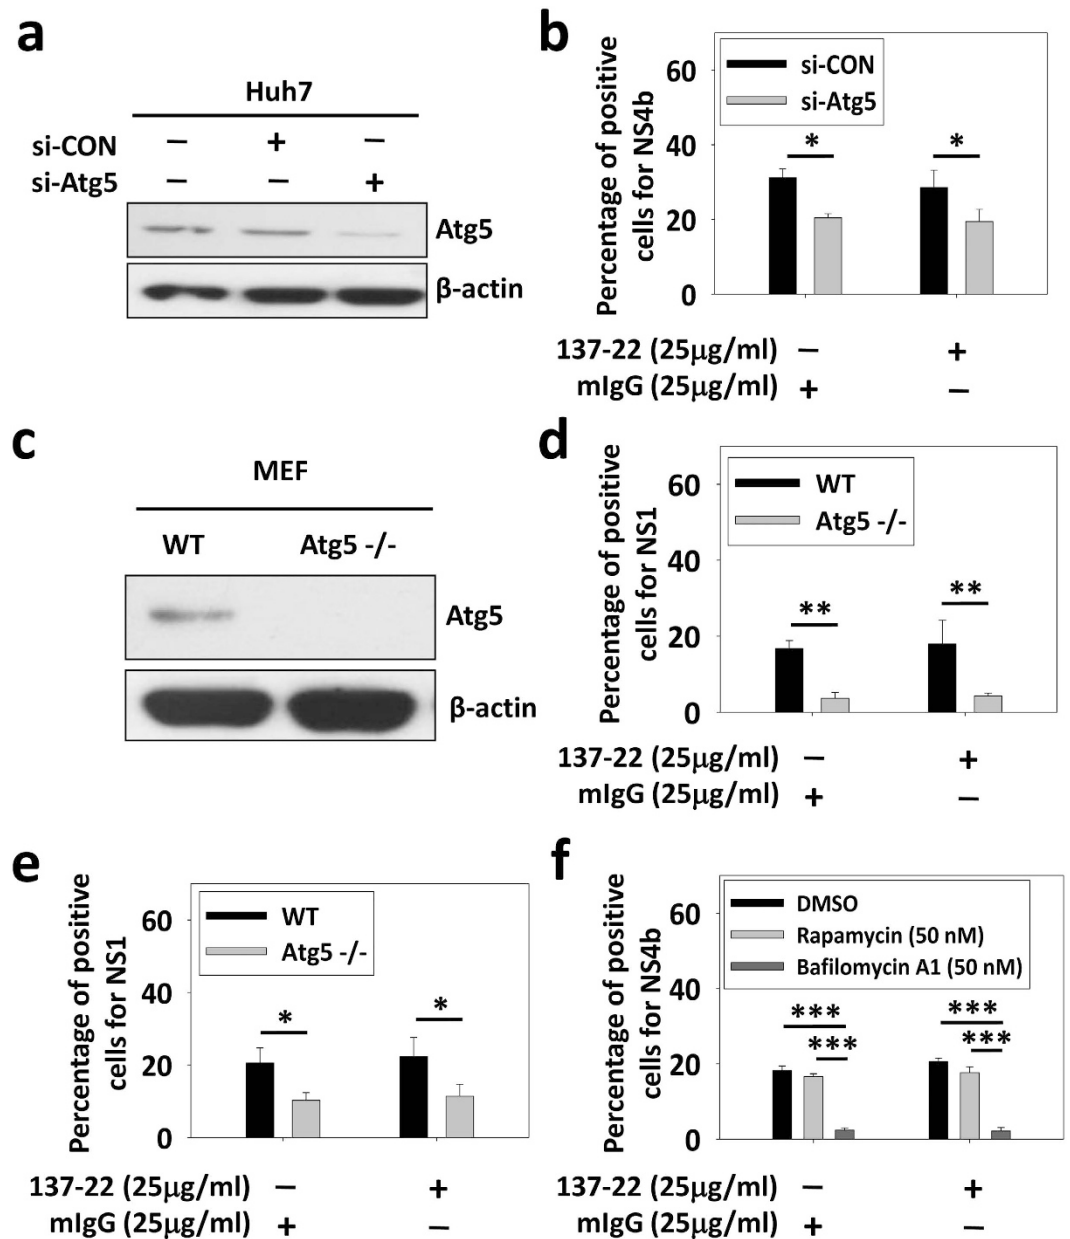 a
Huh7
si-CON − + −
si-Atg5 − − +
Atg5
β-actin
b
Percentage of positive
cells for NS4b
60
40
20
0
si-CON
si-Atg5
* *
137-22 (25μg/ml) − +
mIgG (25μg/ml) + −
c
MEF
WT Atg5 -/-
Atg5
β-actin
d
Percentage of positive
cells for NS1
60
40
20
0
WT
Atg5 -/-
** **
137-22 (25μg/ml) − +
mIgG (25μg/ml) + −
e
Percentage of positive
cells for NS1
60
40
20
0
WT
Atg5 -/-
* *
137-22 (25μg/ml) − +
mIgG (25μg/ml) + −
f
Percentage of positive
cells for NS4b
60
40
20
0
DMSO
Rapamycin (50 nM)
Bafilomycin A1 (50 nM)
*** ***
*** ***
137-22 (25μg/ml) − +
mIgG (25μg/ml) + −